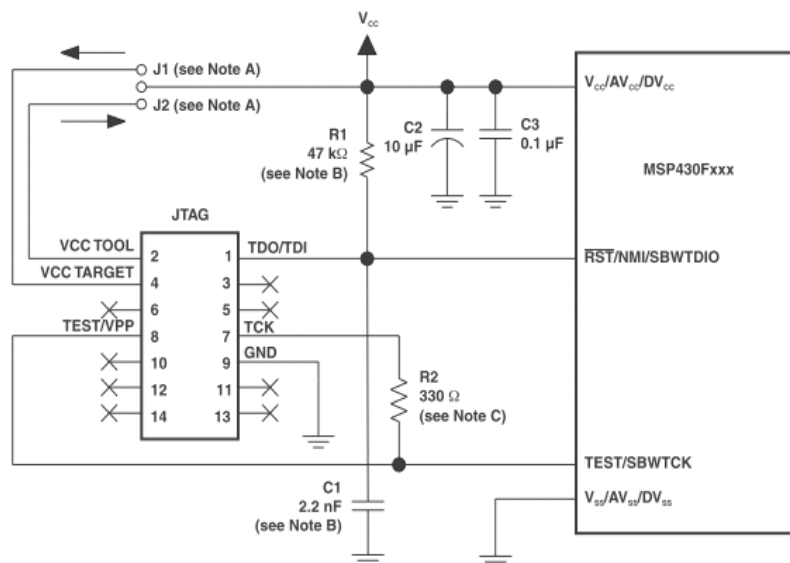 Vcc
J1 (see Note A)
J2 (see Note A)
Vcc/AVcc/DVcc
R1
47 kΩ
(see Note B)
C2
10 µF
C3
0.1 µF
MSP430Fxxx
JTAG
VCC TOOL
2
1
TDO/TDI
RST/NMI/SBWTDIO
VCC TARGET
4
3
6
5
TEST/VPP
8
7
TCK
10
9
GND
12
11
14
13
R2
330 Ω
(see Note C)
TEST/SBWTCK
C1
2.2 nF
(see Note B)
Vss/AVss/DVss